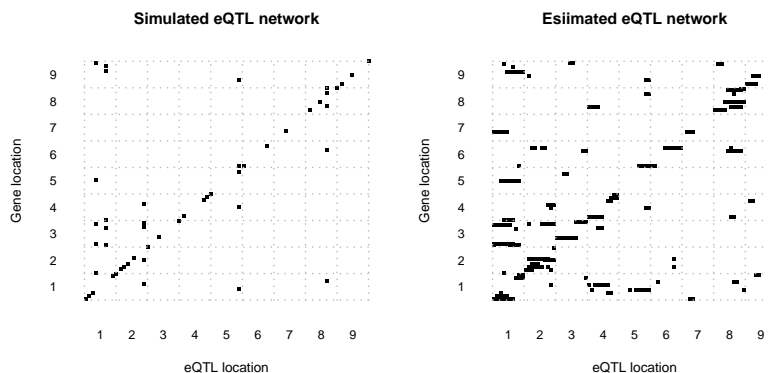 Simulated eQTL network
9
8
7
6
5
4
3
2
1
Gene location
1 2 3 4 5 6 7 8 9
eQTL location
Esiimated eQTL network
9
8
7
6
5
4
3
2
1
Gene location
1 2 3 4 5 6 7 8 9
eQTL location